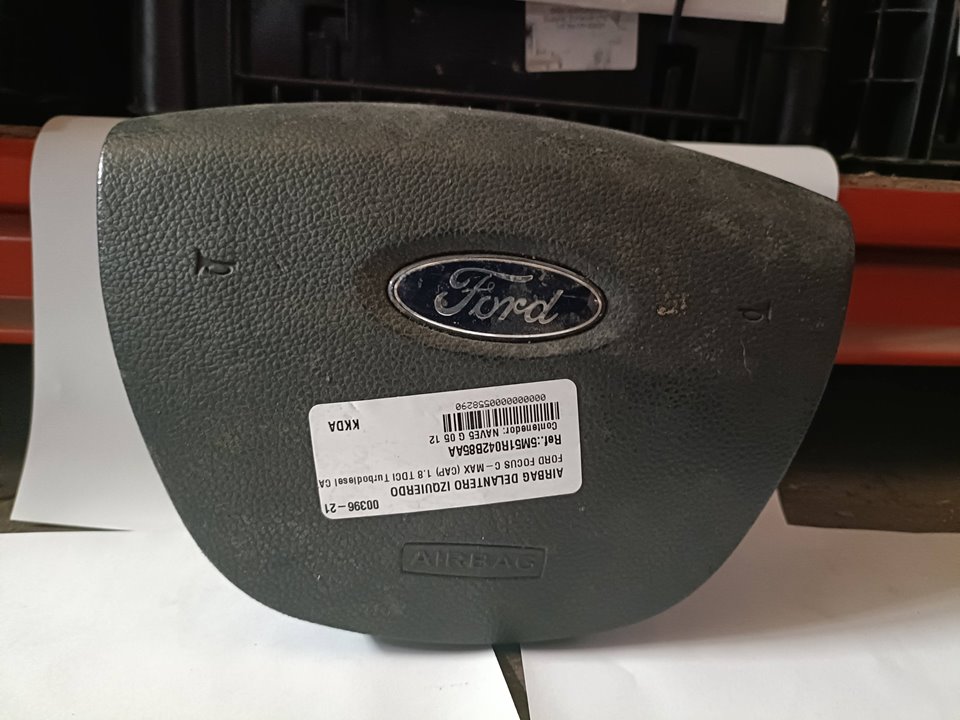 Ford
00396-21
AIRBAG DELANTERO IZQUIERDO
FORD FOCUS C-MAX (CAP) 1.8 TDCI Turbodiesel CA
Ref.:5M51R042B85AA
Contenedor: NAVE5 G 05 12
KKDA
00000000000558290
AIRBAG